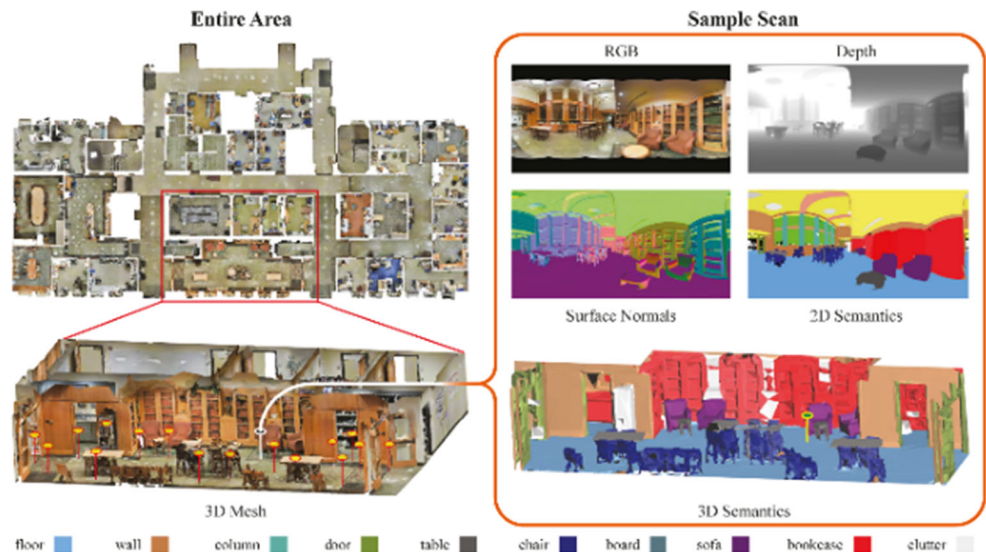 Entire Area
Sample Scan
RGB
Depth
Surface Normals
2D Semantics
3D Mesh
3D Semantics
floor wall column door table chair board sofa bookcase clutter